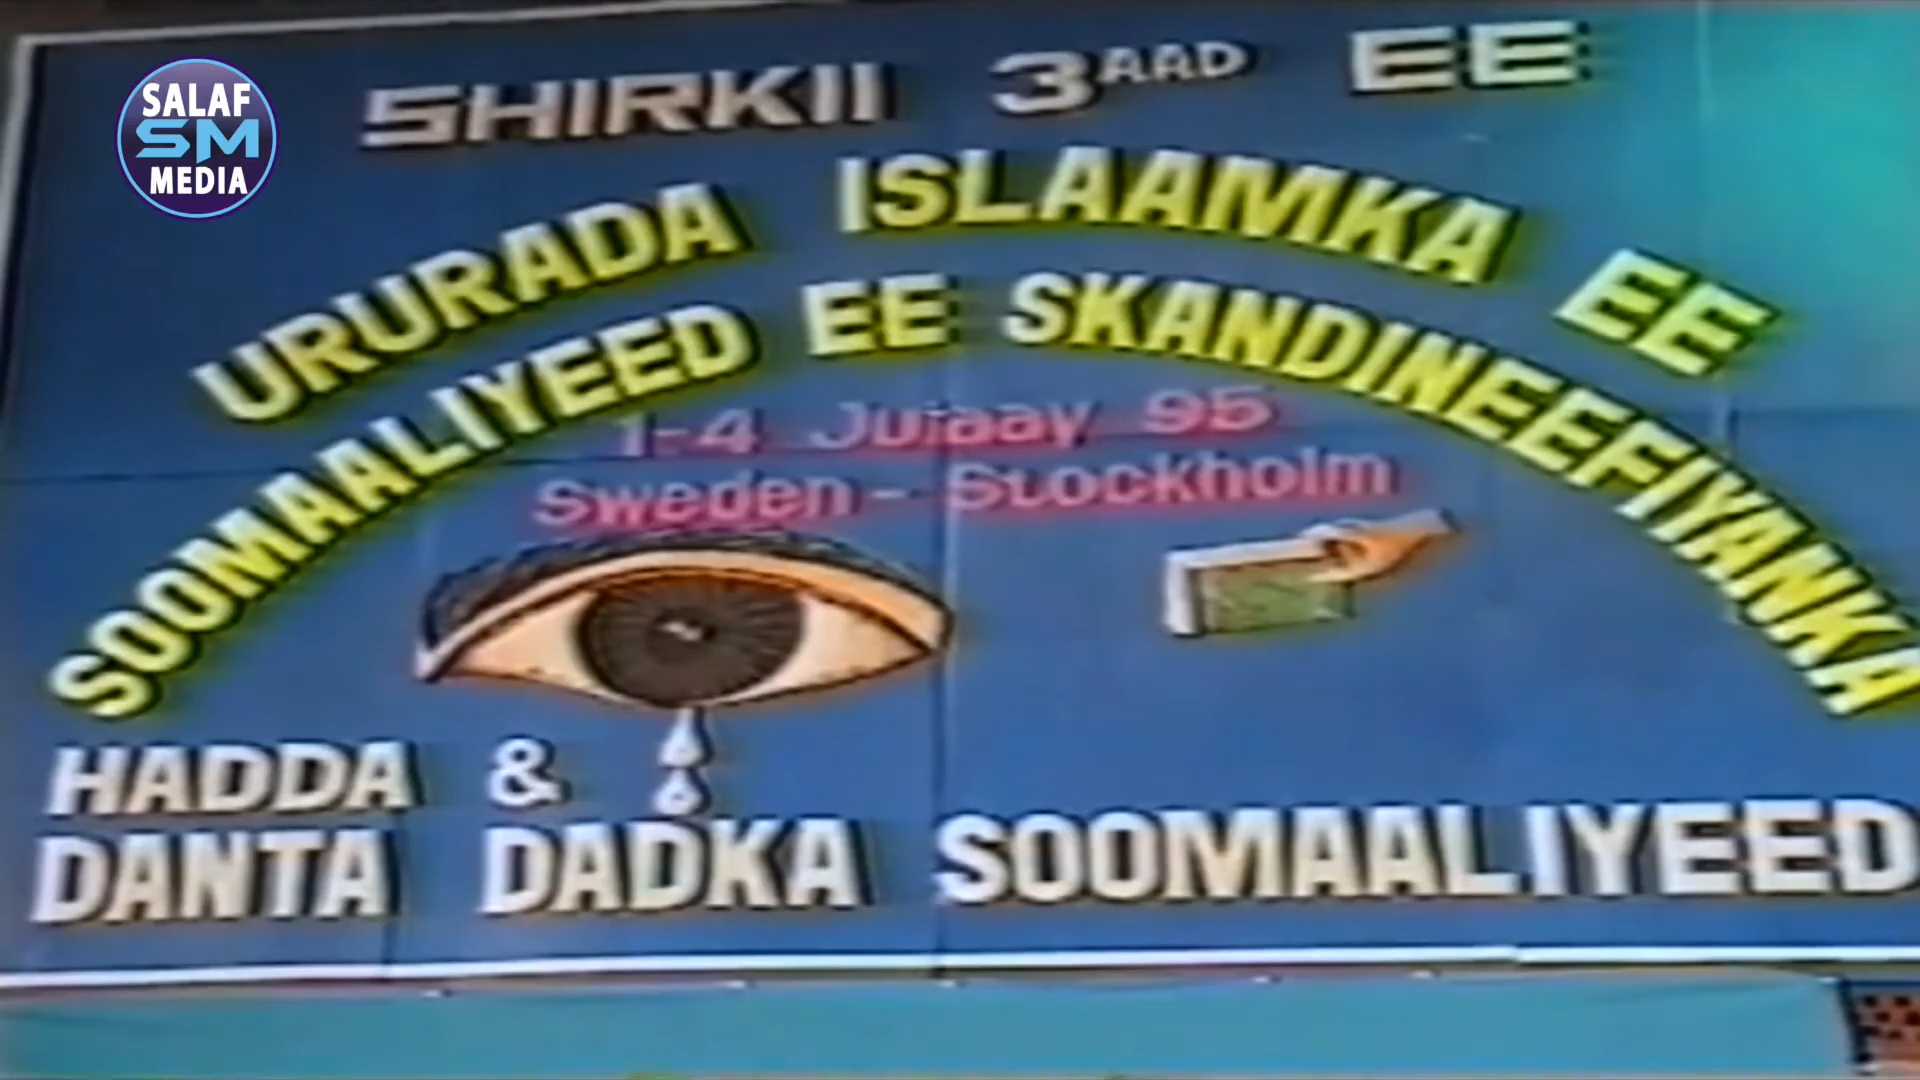 SALAF
SM
MEDIA
SHIRKII 3AAD EE
URURADA ISLAAMKA EE
SOOMAALIYEED EE SKANDINEEFIYANKA
1-4 Julaay 95
Sweden - Stockholm
HADDA &
DANTA DADKA SOOMAALIYEED